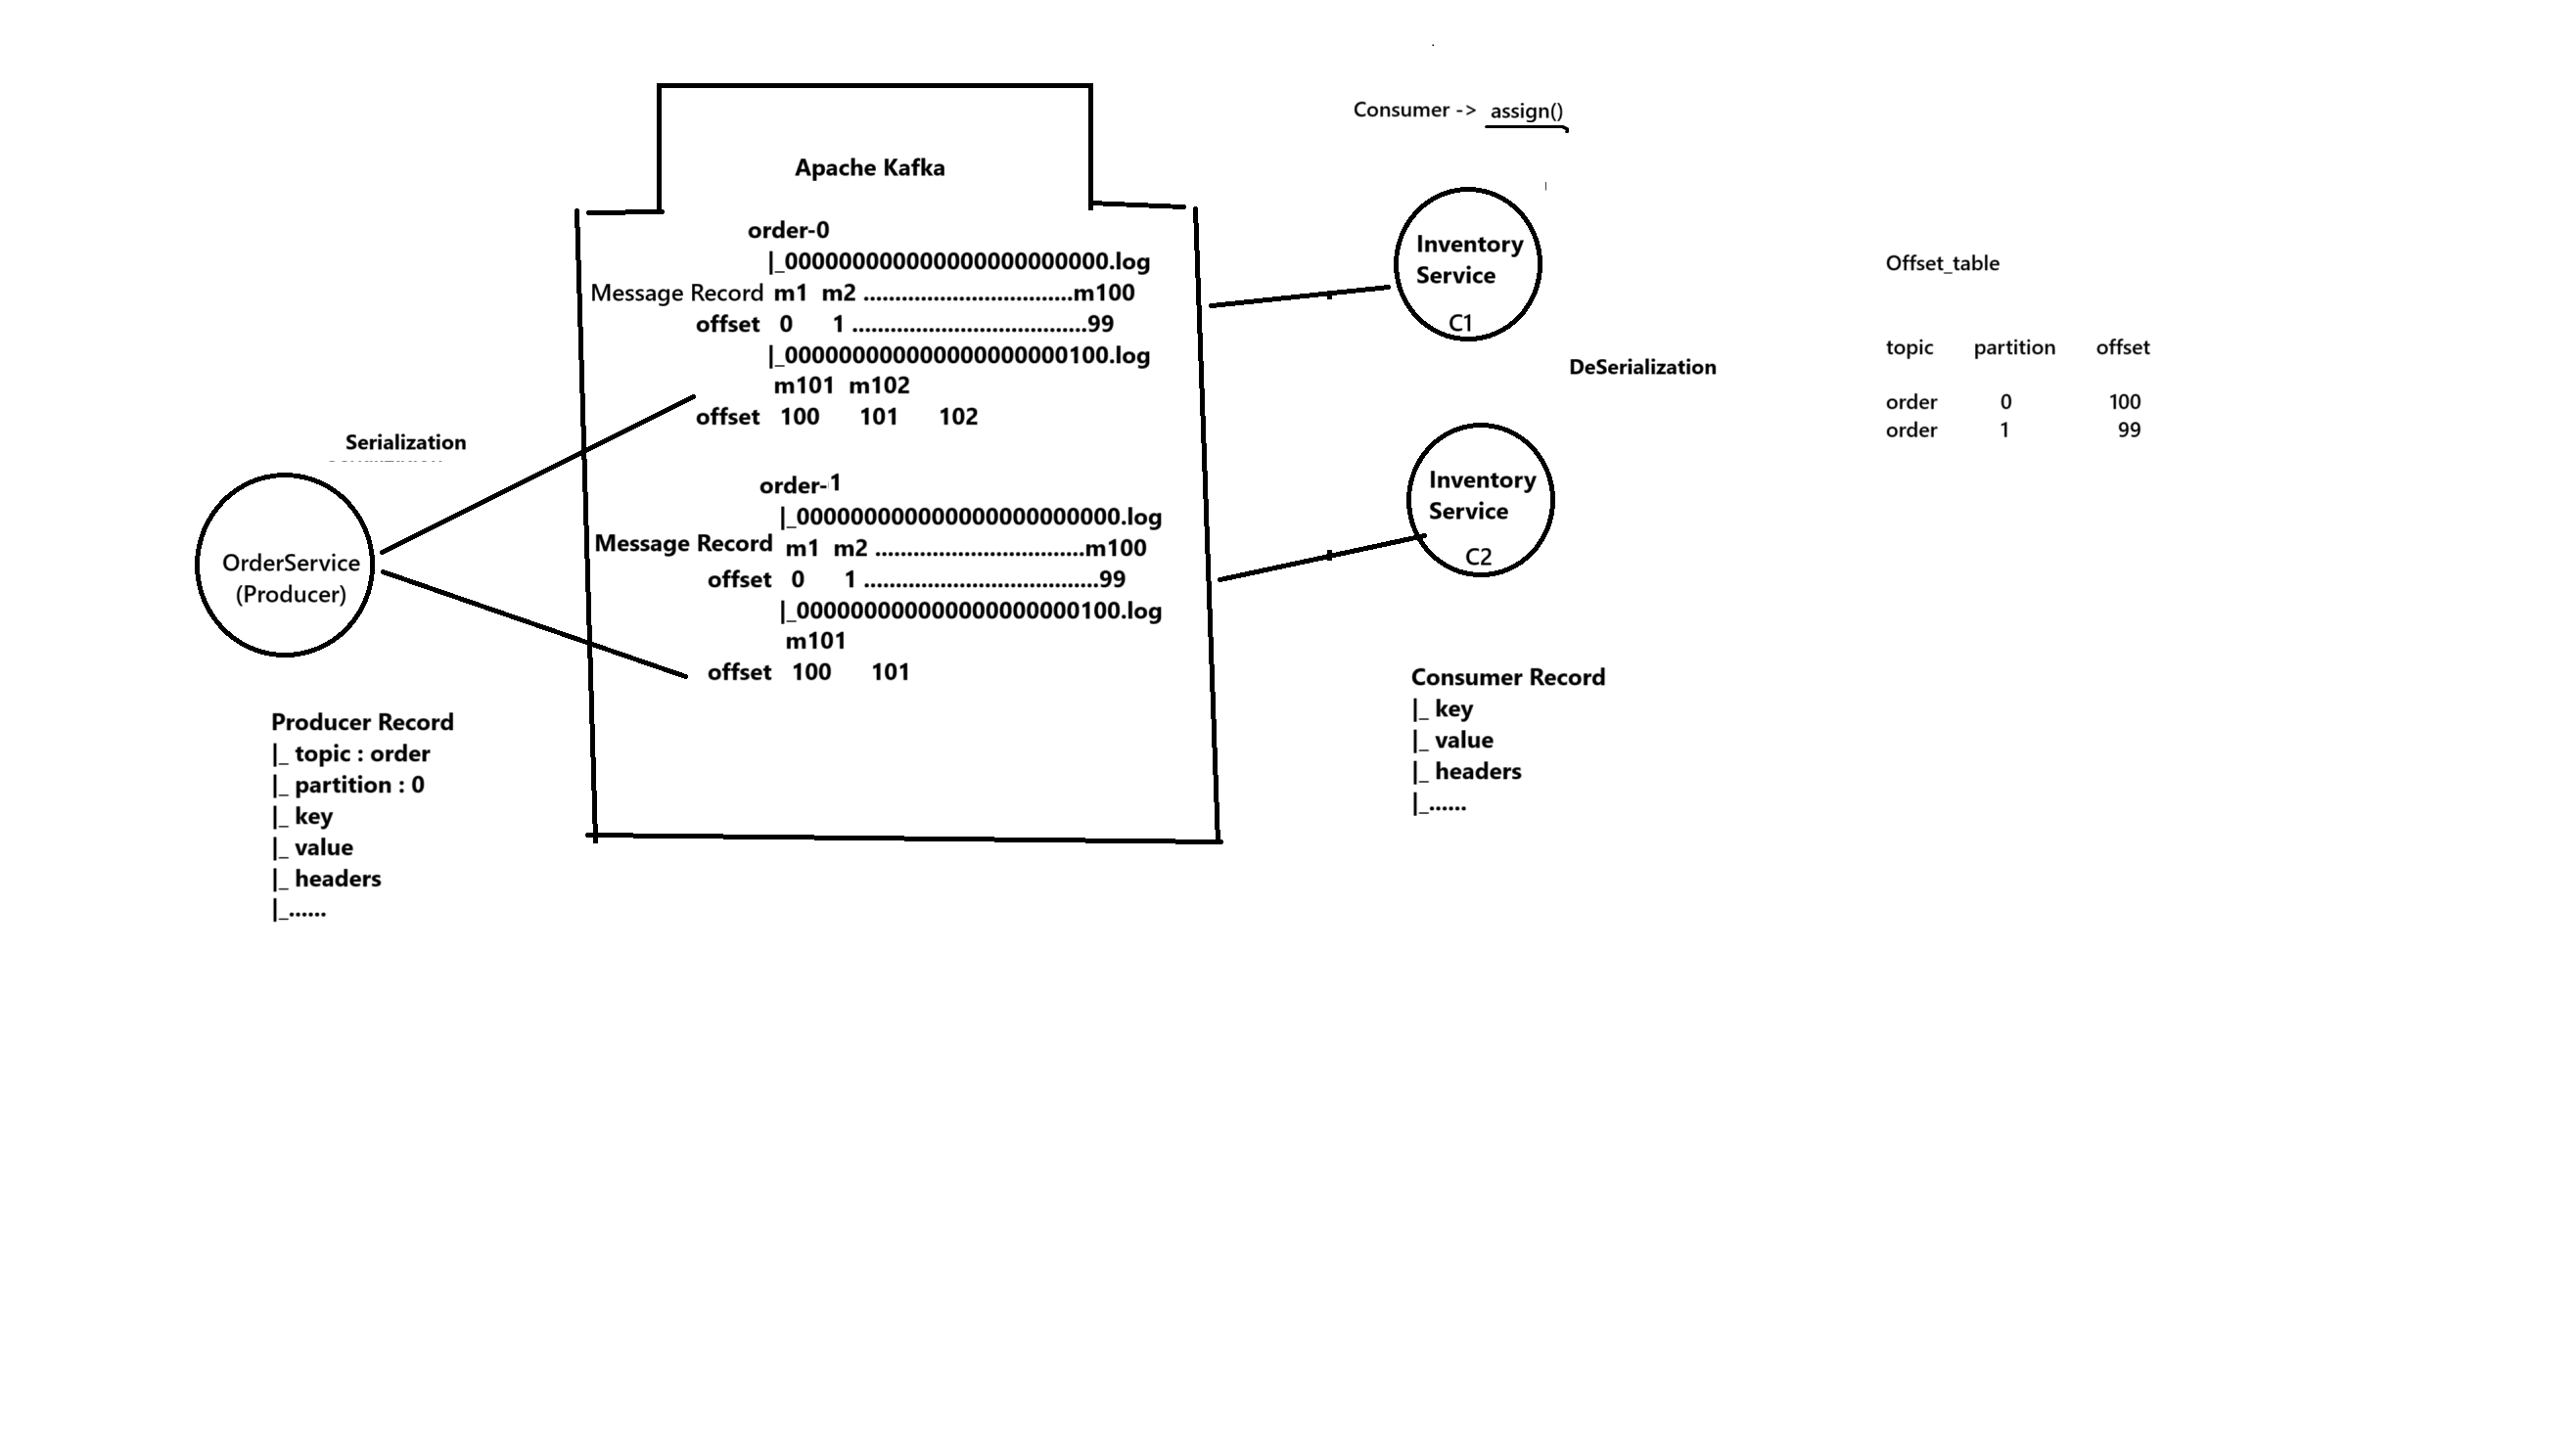 Consumer -> assign()
Apache Kafka
order-0
|_000000000000000000000000.log
Message Record m1 m2 .................................m100
offset 0 1 .....................................99
|_000000000000000000000100.log
m101 m102
offset 100 101 102
order-1
|_000000000000000000000000.log
Message Record m1 m2 .................................m100
offset 0 1 .....................................99
|_000000000000000000000100.log
m101
offset 100 101
Serialization
OrderService
(Producer)
Producer Record
|_ topic : order
|_ partition : 0
|_ key
|_ value
|_ headers
|_......
Inventory
Service
C1
DeSerialization
Inventory
Service
C2
Consumer Record
|_ key
|_ value
|_ headers
|_......
Offset_table
topic partition offset
order 0 100
order 1 99